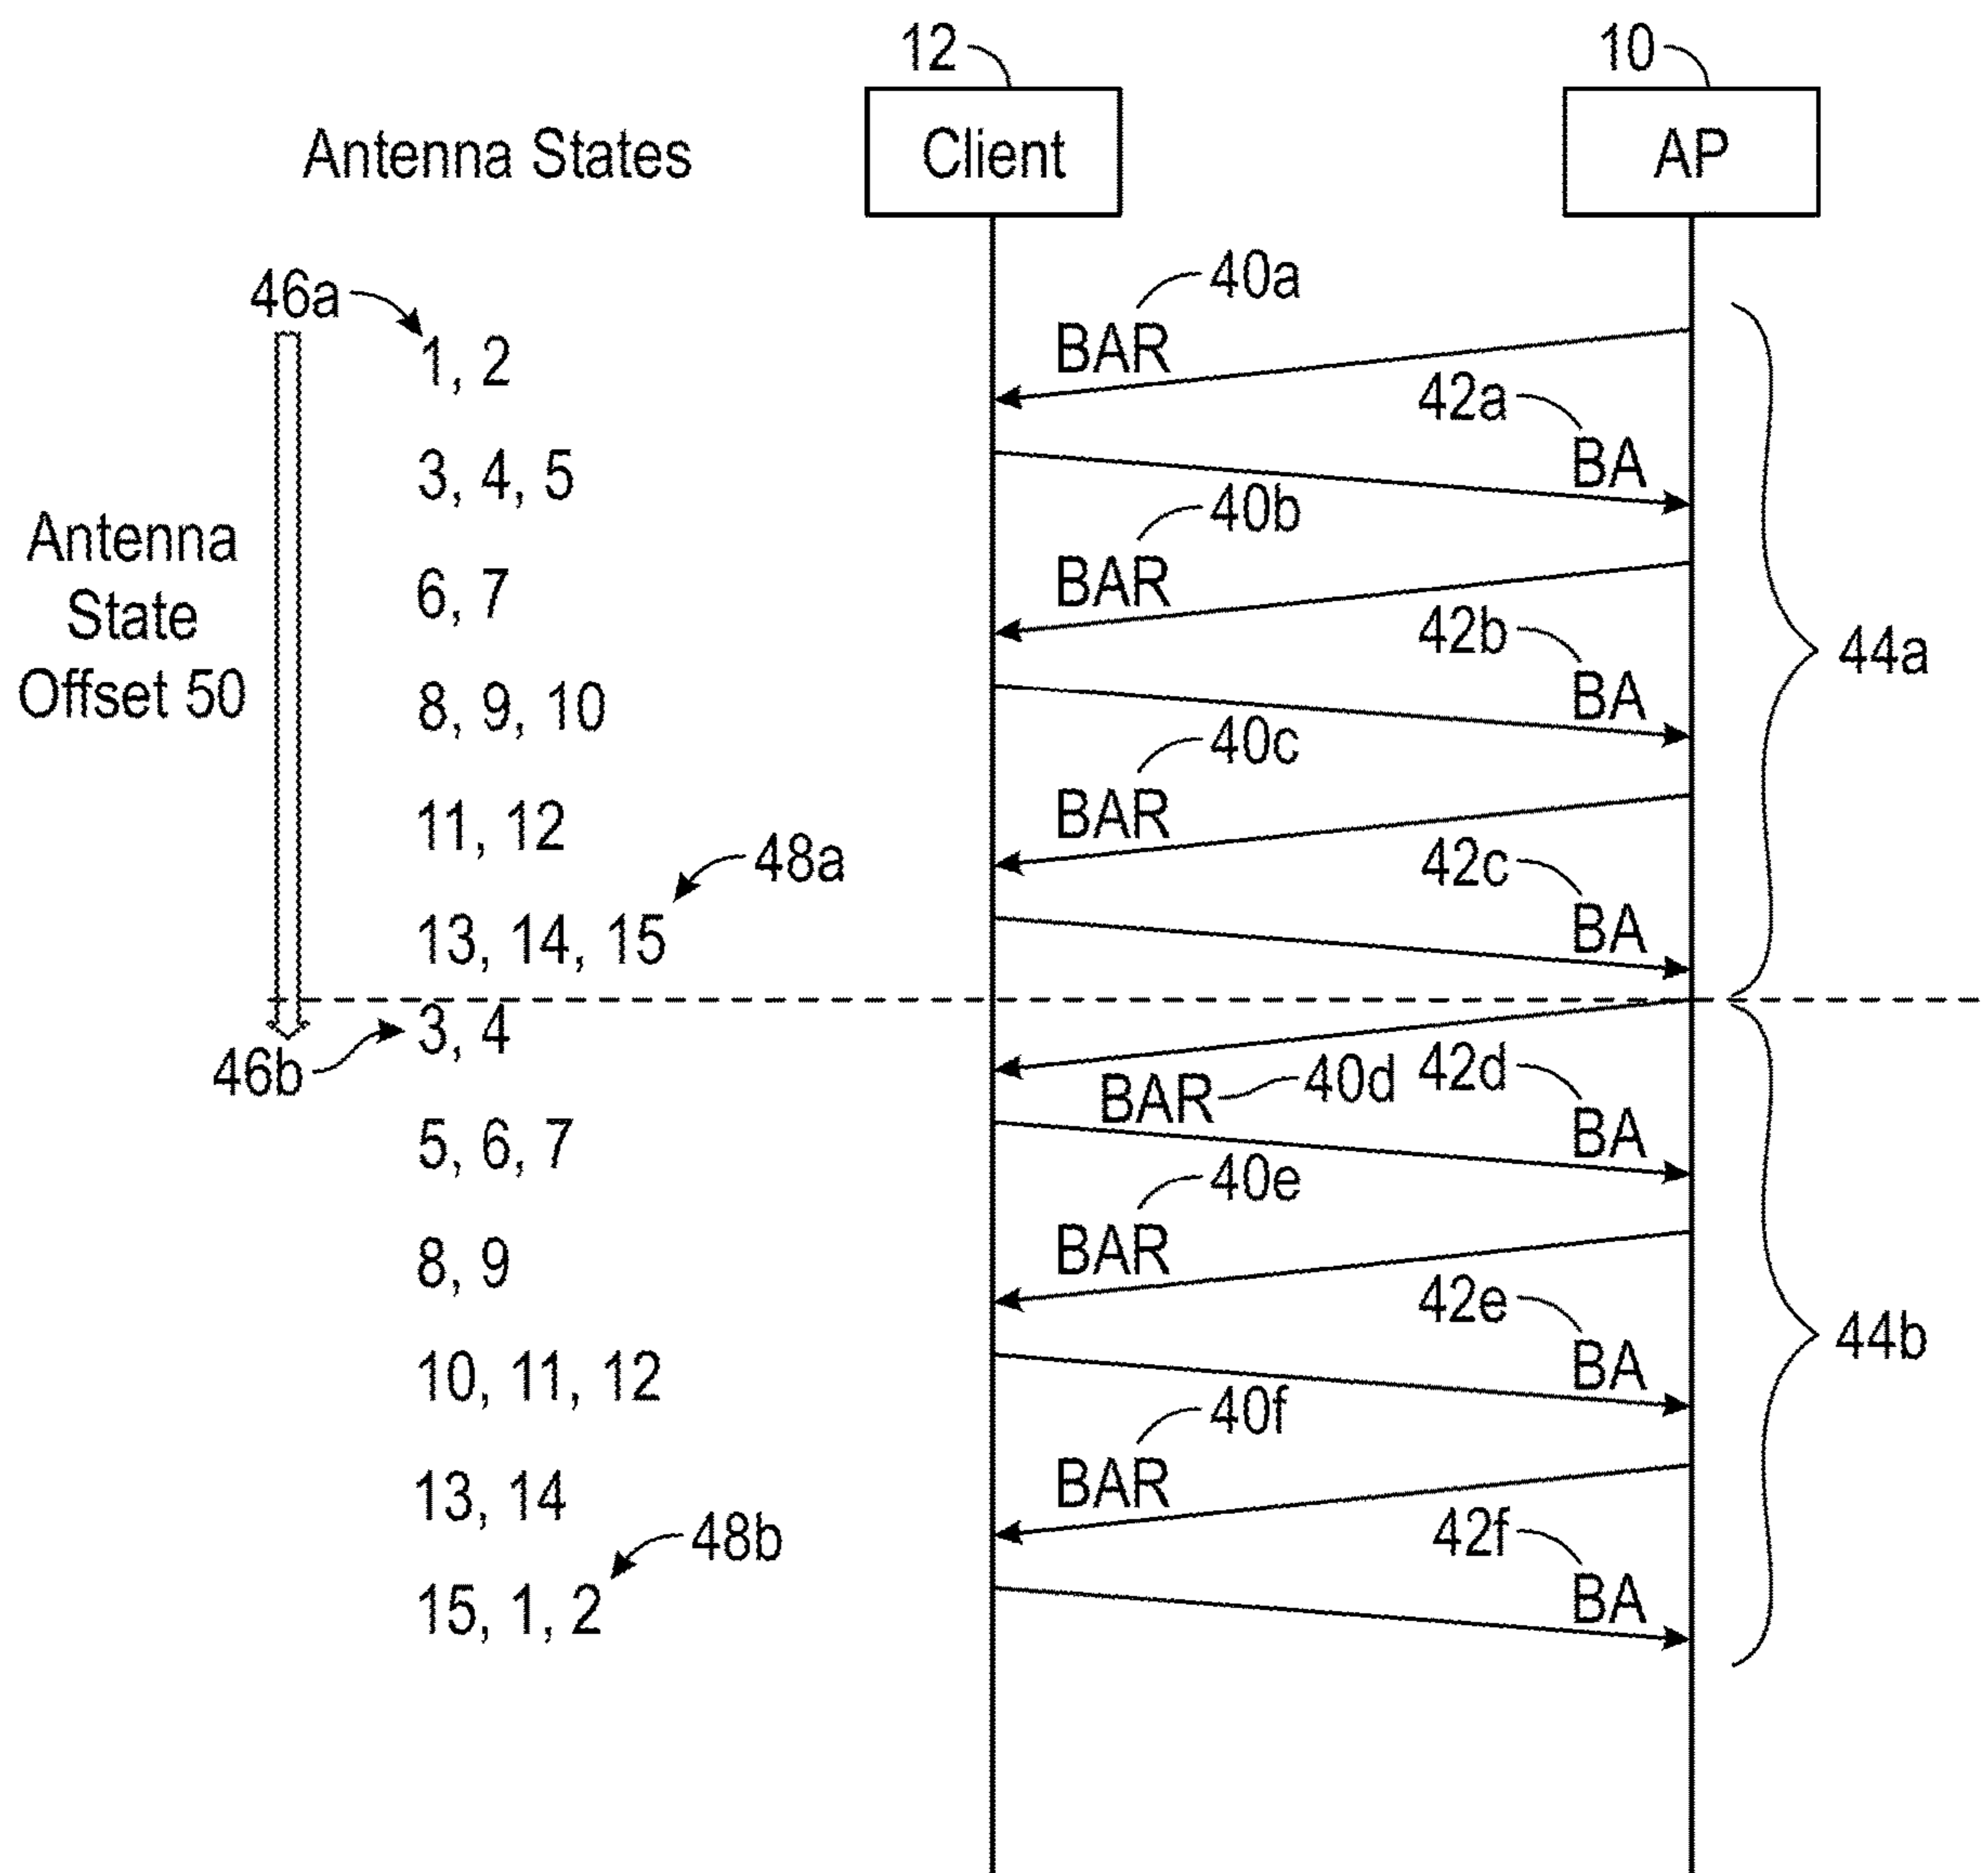 12
10
Antenna States
Client
AP
46a
40a
1, 2
BAR
42a
3, 4, 5
BA
40b
Antenna
State
Offset 50
6, 7
BAR
42b
44a
8, 9, 10
BA
40c
11, 12
BAR
48a
42c
13, 14, 15
BA
3, 4
46b
BAR
40d
42d
5, 6, 7
BA
40e
8, 9
BAR
42e
44b
10, 11, 12
BA
40f
13, 14
BAR
48b
42f
15, 1, 2
BA